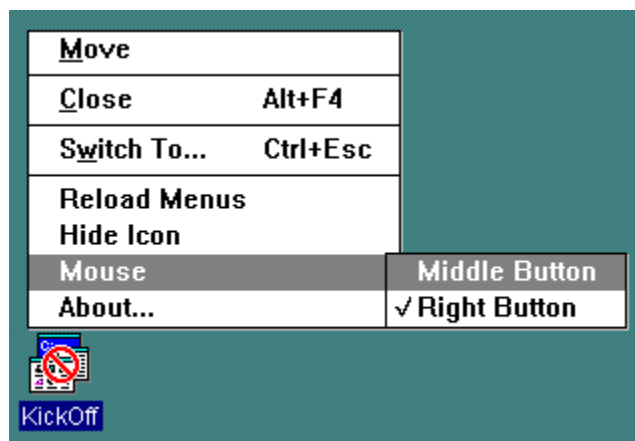 Move
Close Alt+F4
Switch To... Ctrl+Esc
Reload Menus
Hide Icon
Mouse
Middle Button
About...
✓ Right Button
KickOff